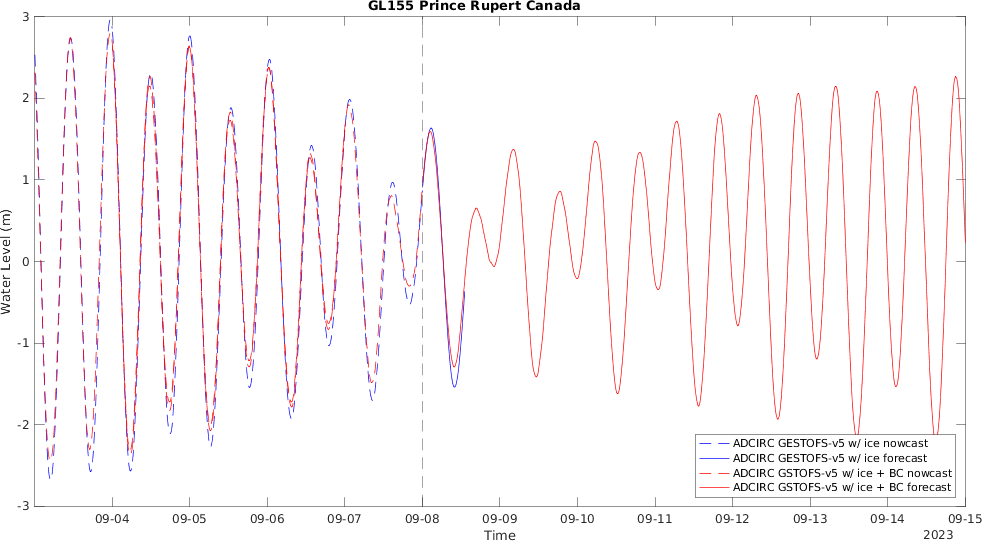 GL155 Prince Rupert Canada
3
2
1
0
-1
-2
-3
Water Level (m)
09-04 09-05 09-06 09-07 09-08 09-09 09-10 09-11 09-12 09-13 09-14 09-15
Time
2023
ADCIRC GESTOFS-v5 w/ ice nowcast
ADCIRC GESTOFS-v5 w/ ice forecast
ADCIRC GSTOFS-v5 w/ ice + BC nowcast
ADCIRC GSTOFS-v5 w/ ice + BC forecast